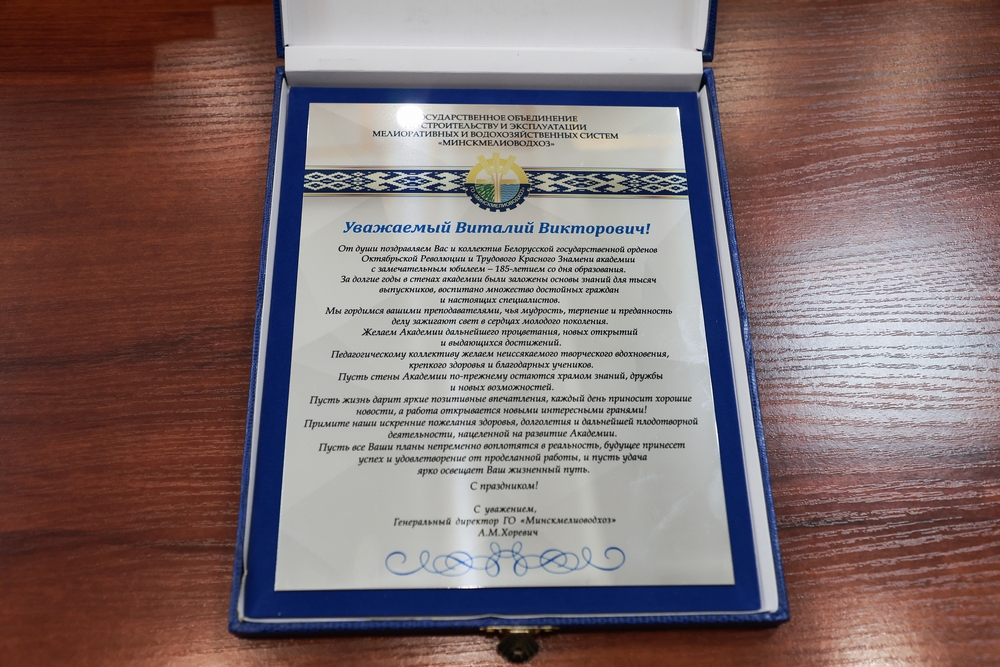 ГОСУДАРСТВЕННОЕ ОБЪЕДИНЕНИЕ
СТРОИТЕЛЬСТВУ И ЭКСПЛУАТАЦИИ
МЕЛИОРАТИВНЫХ И ВОДОХОЗЯЙСТВЕННЫХ СИСТЕМ
«МИНСКМЕЛИОВОДХОЗ»
ГО МИНСКМЕЛИОВОДХОЗ
Уважаемый Виталий Викторович!
От души поздравляем Вас и коллектив Белорусской государственной орденов
Октябрьской Революции и Трудового Красного Знамени академии
с замечательным юбилеем – 185-летием со дня образования.
За долгие годы в стенах академии были заложены основы знаний для тысяч
выпускников, воспитано множество достойных граждан
и настоящих специалистов.
Мы гордимся вашими преподавателями, чья мудрость, терпение и преданность
делу зажигают свет в сердцах молодого поколения.
Желаем Академии дальнейшего процветания, новых открытий
и выдающихся достижений.
Педагогическому коллективу желаем неиссякаемого творческого вдохновения,
крепкого здоровья и благодарных учеников.
Пусть стены Академии по-прежнему остаются храмом знаний, дружбы
и новых возможностей.
Пусть жизнь дарит яркие позитивные впечатления, каждый день приносит хорошие
новости, а работа открывается новыми интересными гранями!
Примите наши искренние пожелания здоровья, долголетия и дальнейшей плодотворной
деятельности, нацеленной на развитие Академии.
Пусть все Ваши планы непременно воплотятся в реальность, будущее принесет
успех и удовлетворение от проделанной работы, и пусть удача
ярко освещает Ваш жизненный путь.
С праздником!
С уважением,
Генеральный директор ГО «Минскмелиоводхоз»
А.М.Хоревич